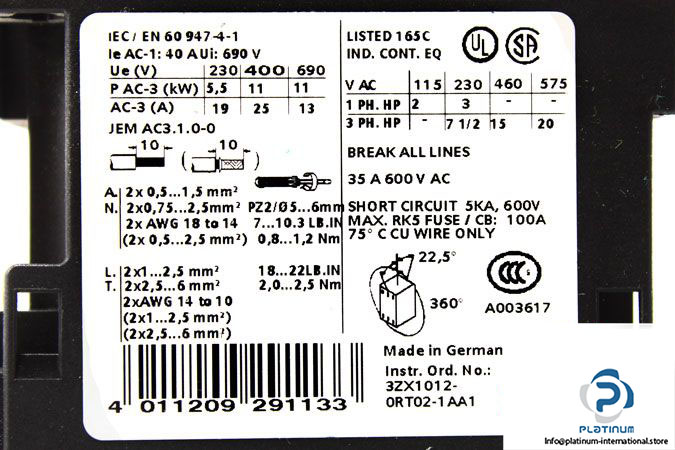 IEC / EN 60 947-4-1
Ie AC-1: 40 A Ui: 690 V
Ue (V) 230 400 690
P AC-3 (kW) 5,5 11 11
AC-3 (A) 19 25 13
JEM AC3.1.0-0
10 ( 10 )
A. 2x 0,5...1,5 mm²
N. 2x0,75...2,5mm² PZ2/Ø5...6mm
2x AWG 18 to 14 7...10.3 LB.IN
(2x 0,5...2,5 mm²) 0,8...1,2 Nm
L. 2x1...2,5 mm² 18...22LB.IN
T. 2x2,5...6 mm² 2,0...2,5 Nm
2xAWG 14 to 10
(2x1...2,5 mm²)
(2x2,5...6 mm²)
4 011209 291133
LISTED 165C
IND. CONT. EQ
UL
SA
V AC 115 230 460 575
1 PH. HP 2 3 - -
3 PH. HP - 7 1/2 15 20
BREAK ALL LINES
35 A 600 V AC
SHORT CIRCUIT 5KA, 600V
MAX. RK5 FUSE / CB: 100A
75° C CU WIRE ONLY
22,5°
360°
CCC
A003617
Made in German
Instr. Ord. No.:
3ZX1012-
0RT02-1AA1
PLATINUM
info@platinum-international.store